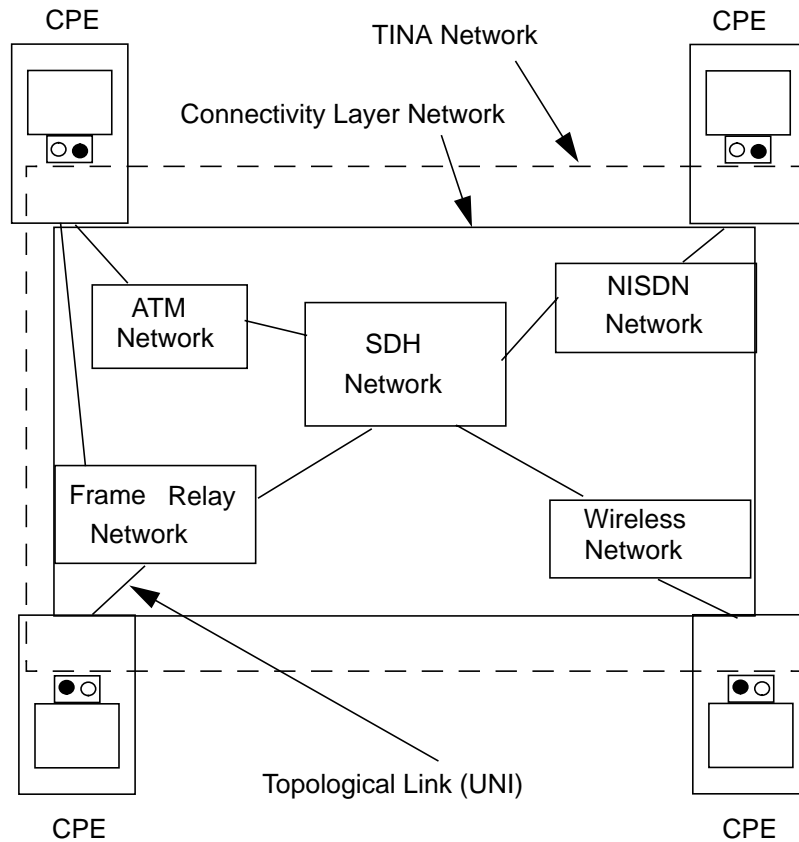 CPE
CPE
TINA Network
Connectivity Layer Network
ATM
Network
NISDN
Network
SDH
Network
Frame Relay
Network
Wireless
Network
Topological Link (UNI)
CPE
CPE